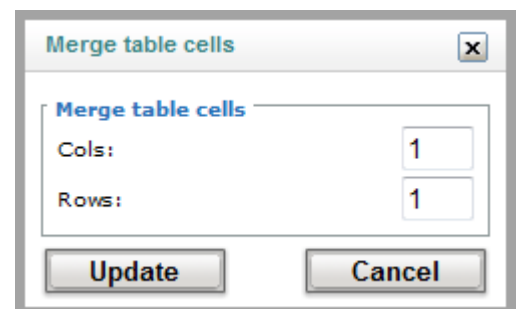 Merge table cells
Merge table cells
Cols: 1
Rows: 1
Update Cancel